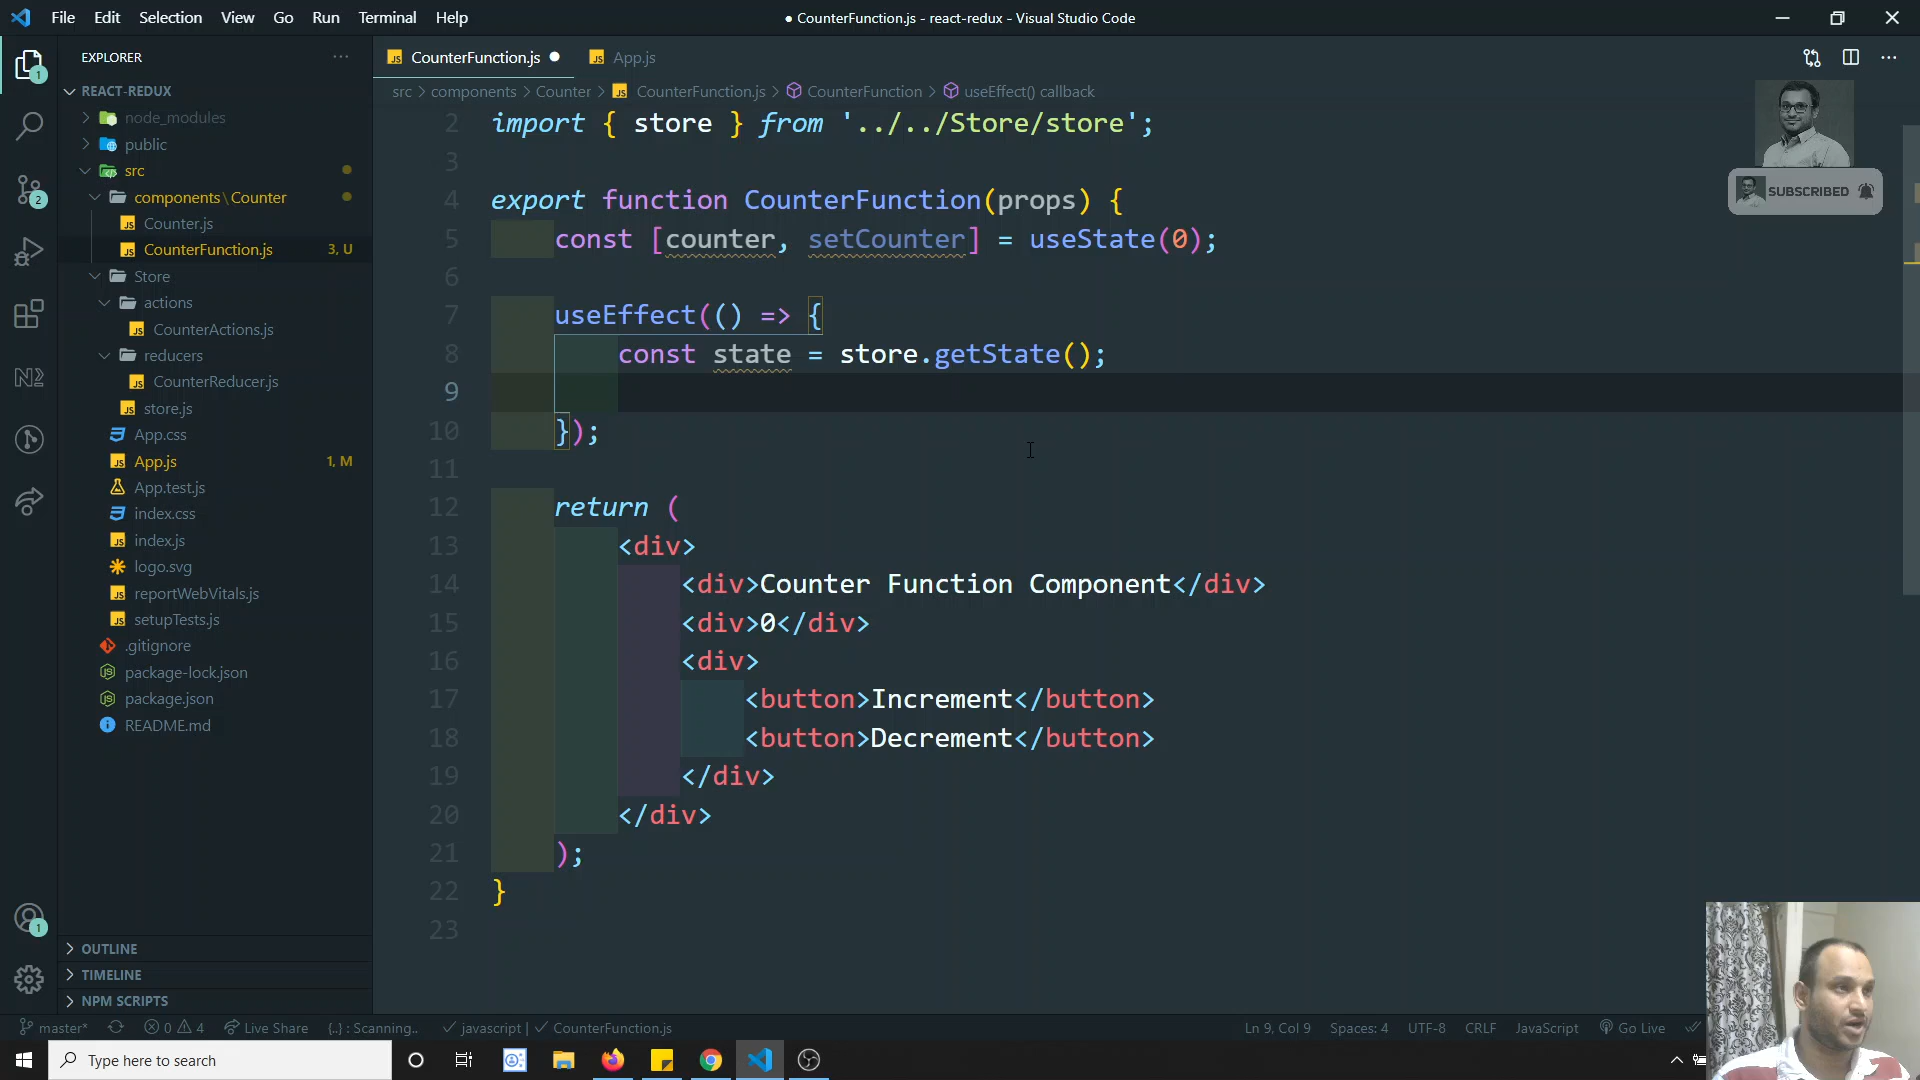 File Edit Selection View Go Run Terminal Help
● CounterFunction.js - react-redux - Visual Studio Code
EXPLORER
REACT-REDUX
node_modules
public
src
components\Counter
Counter.js
CounterFunction.js 3, U
Store
actions
CounterActions.js
reducers
CounterReducer.js
store.js
App.css
App.js 1, M
App.test.js
index.css
index.js
logo.svg
reportWebVitals.js
setupTests.js
.gitignore
package-lock.json
package.json
README.md
OUTLINE
TIMELINE
NPM SCRIPTS
CounterFunction.js ● App.js
src > components > Counter > CounterFunction.js > CounterFunction > useEffect() callback
2 import { store } from '../../Store/store';
3
4 export function CounterFunction(props) {
5 const [counter, setCounter] = useState(0);
6
7 useEffect(() => {
8 const state = store.getState();
9
10 });
11
12 return (
13 <div>
14 <div>Counter Function Component</div>
15 <div>0</div>
16 <div>
17 <button>Increment</button>
18 <button>Decrement</button>
19 </div>
20 </div>
21 );
22 }
23
SUBSCRIBED
1
2
1
master* 0 4 Live Share {..} : Scanning.. javascript | CounterFunction.js
Ln 9, Col 9 Spaces: 4 UTF-8 CRLF JavaScript Go Live
Type here to search